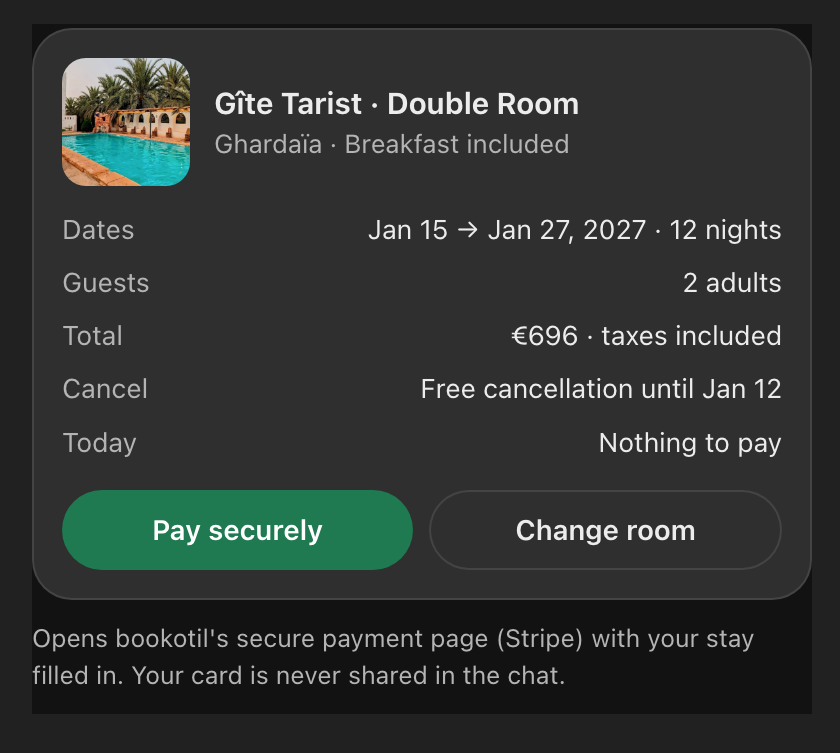 Gîte Tarist · Double Room
Ghardaïa · Breakfast included
Dates Jan 15 → Jan 27, 2027 · 12 nights
Guests 2 adults
Total €696 · taxes included
Cancel Free cancellation until Jan 12
Today Nothing to pay
Pay securely Change room
Opens bookotil's secure payment page (Stripe) with your stay
filled in. Your card is never shared in the chat.